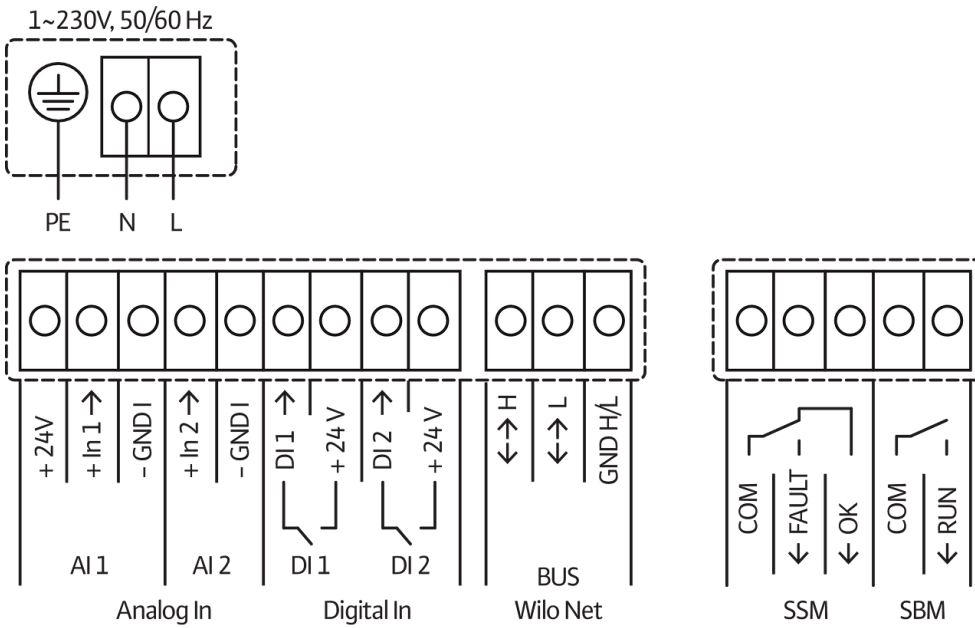 1~230V, 50/60 Hz
PE N L
+ 24V
+ In 1 →
- GND I
+ In 2 →
- GND I
DI 1 →
+ 24 V
DI 2 →
+ 24 V
↔ H
↔ L
GND H/L
COM
← FAULT
← OK
COM
← RUN
AI 1 AI 2 DI 1 DI 2 BUS
Analog In Digital In Wilo Net SSM SBM